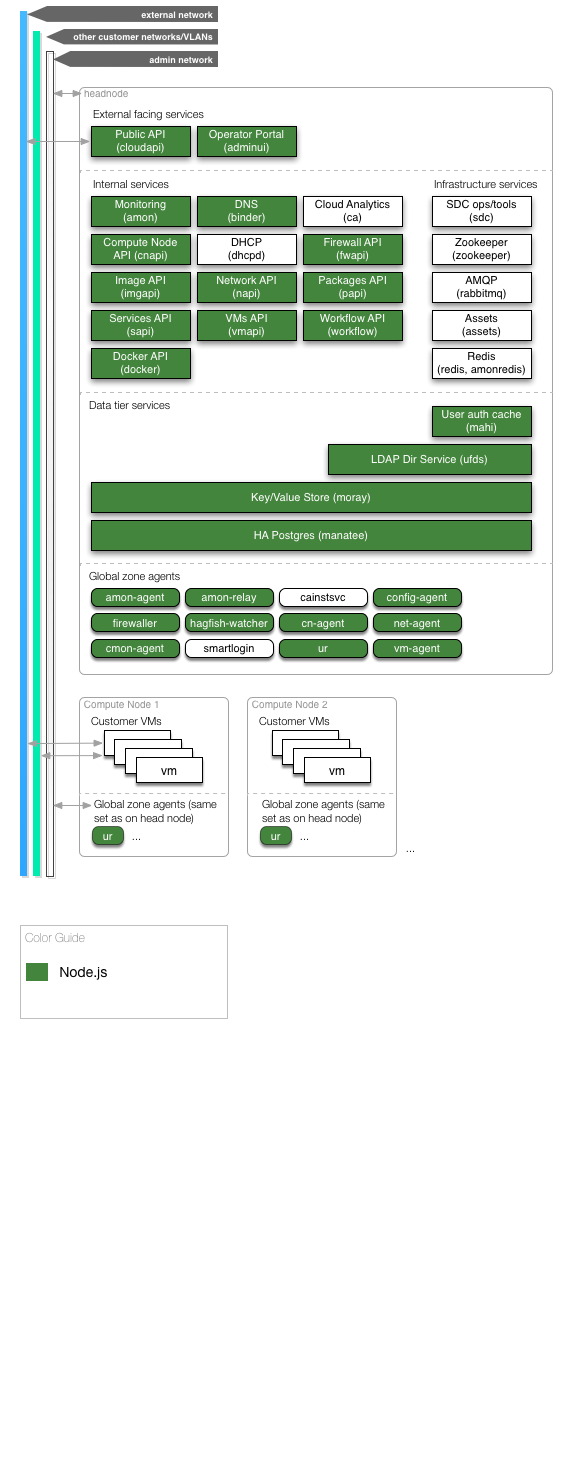 external network
other customer networks/VLANs
admin network
headnode
External facing services
Public API
(cloudapi)
Operator Portal
(adminui)
Internal services
Infrastructure services
Monitoring
(amon)
DNS
(binder)
Cloud Analytics
(ca)
SDC ops/tools
(sdc)
Compute Node
API (cnapi)
DHCP
(dhcpd)
Firewall API
(fwapi)
Zookeeper
(zookeeper)
Image API
(imgapi)
Network API
(napi)
Packages API
(papi)
AMQP
(rabbitmq)
Services API
(sapi)
VMs API
(vmapi)
Workflow API
(workflow)
Assets
(assets)
Docker API
(docker)
Redis
(redis, amonredis)
Data tier services
User auth cache
(mahi)
LDAP Dir Service (ufds)
Key/Value Store (moray)
HA Postgres (manatee)
Global zone agents
amon-agent
amon-relay
cainstsvc
config-agent
firewaller
hagfish-watcher
cn-agent
net-agent
cmon-agent
smartlogin
ur
vm-agent
Compute Node 1
Customer VMs
vm
Global zone agents (same
set as on head node)
ur
...
Compute Node 2
Customer VMs
vm
Global zone agents (same
set as on head node)
ur
...
...
Color Guide
Node.js